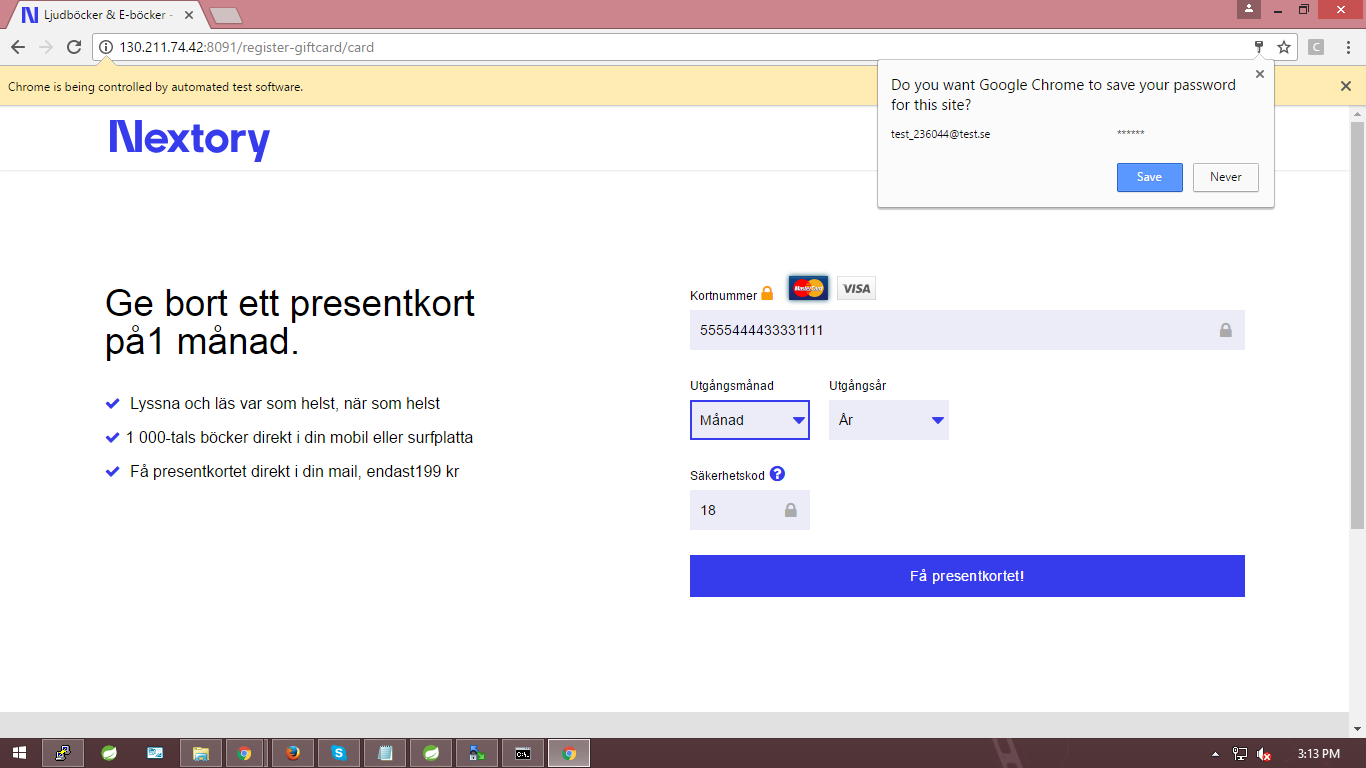 Ljudböcker & E-böcker -
130.211.74.42:8091/register-giftcard/card
C
Chrome is being controlled by automated test software.
Do you want Google Chrome to save your password
for this site?
test_236044@test.se ******
Save Never
Nextory
Ge bort ett presentkort
på1 månad.
Lyssna och läs var som helst, när som helst
1 000-tals böcker direkt i din mobil eller surfplatta
Få presentkortet direkt i din mail, endast199 kr
Kortnummer MasterCard VISA
5555444433331111
Utgångsmånad Utgångsår
Månad År
Säkerhetskod ?
18
Få presentkortet!
3:13 PM